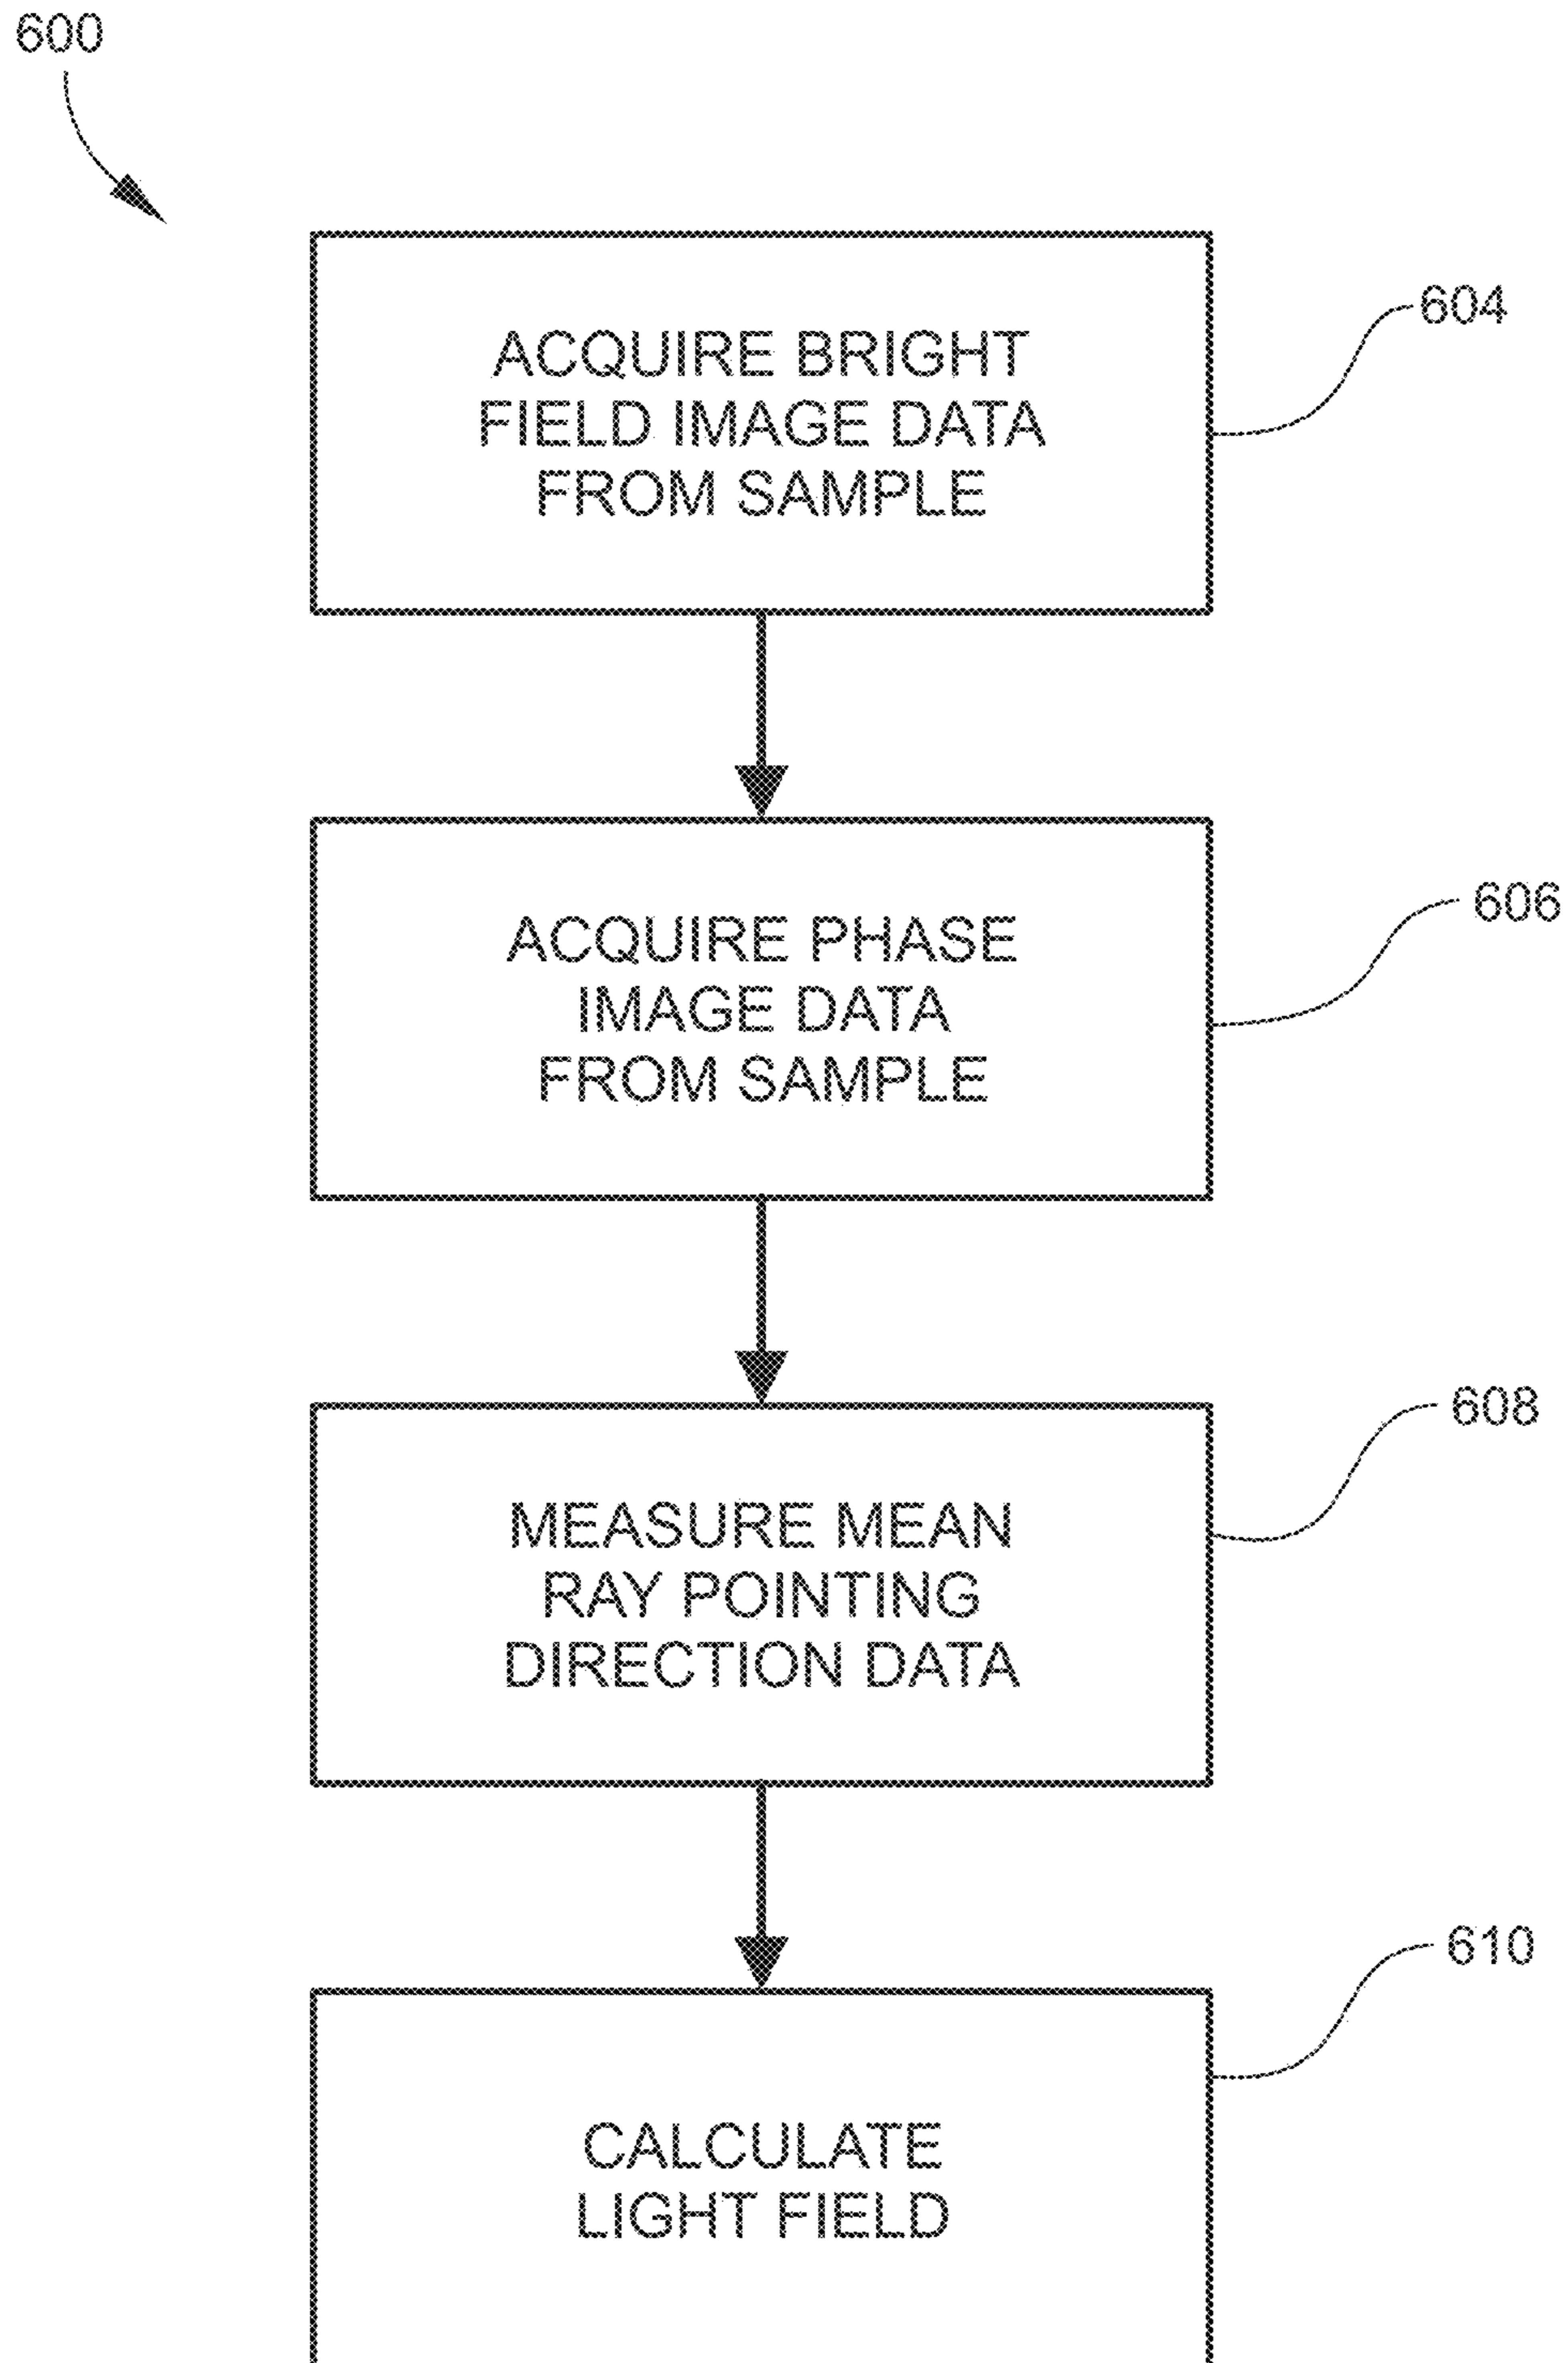 600
ACQUIRE BRIGHT
FIELD IMAGE DATA
FROM SAMPLE
604
ACQUIRE PHASE
IMAGE DATA
FROM SAMPLE
606
MEASURE MEAN
RAY POINTING
DIRECTION DATA
608
CALCULATE
LIGHT FIELD
610